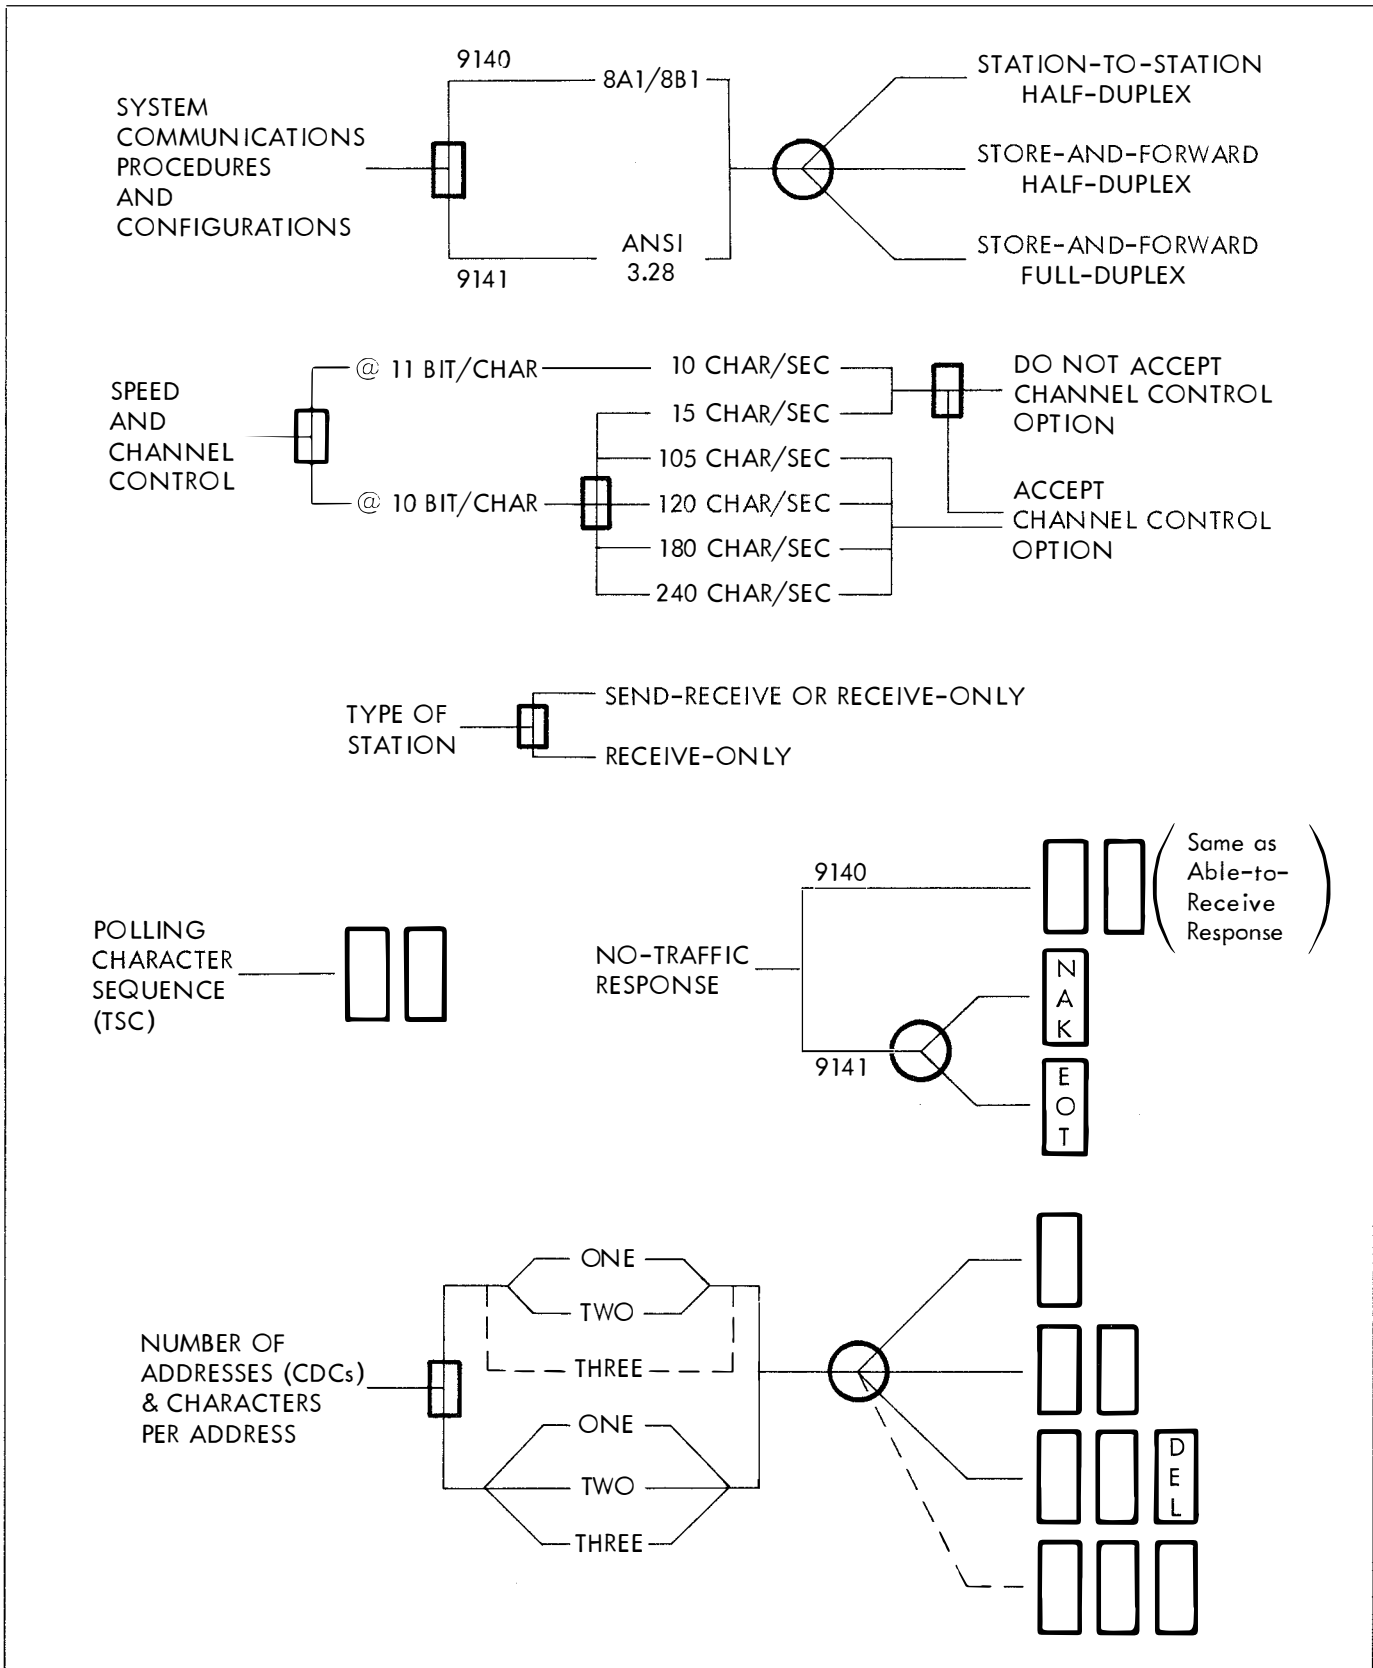 9140
8A1/8B1
STATION-TO-STATION
HALF-DUPLEX
SYSTEM
COMMUNICATIONS
PROCEDURES
AND
CONFIGURATIONS
STORE-AND-FORWARD
HALF-DUPLEX
ANSI
3.28
9141
STORE-AND-FORWARD
FULL-DUPLEX
SPEED
AND
CHANNEL
CONTROL
@ 11 BIT/CHAR
@ 10 BIT/CHAR
10 CHAR/SEC
15 CHAR/SEC
105 CHAR/SEC
120 CHAR/SEC
180 CHAR/SEC
240 CHAR/SEC
DO NOT ACCEPT
CHANNEL CONTROL
OPTION
ACCEPT
CHANNEL CONTROL
OPTION
TYPE OF
STATION
SEND-RECEIVE OR RECEIVE-ONLY
RECEIVE-ONLY
POLLING
CHARACTER
SEQUENCE
(TSC)
NO-TRAFFIC
RESPONSE
9140
Same as
Able-to-
Receive
Response
9141
NAK
EOT
NUMBER OF
ADDRESSES (CDCs)
& CHARACTERS
PER ADDRESS
ONE
TWO
THREE
ONE
TWO
THREE
DEL